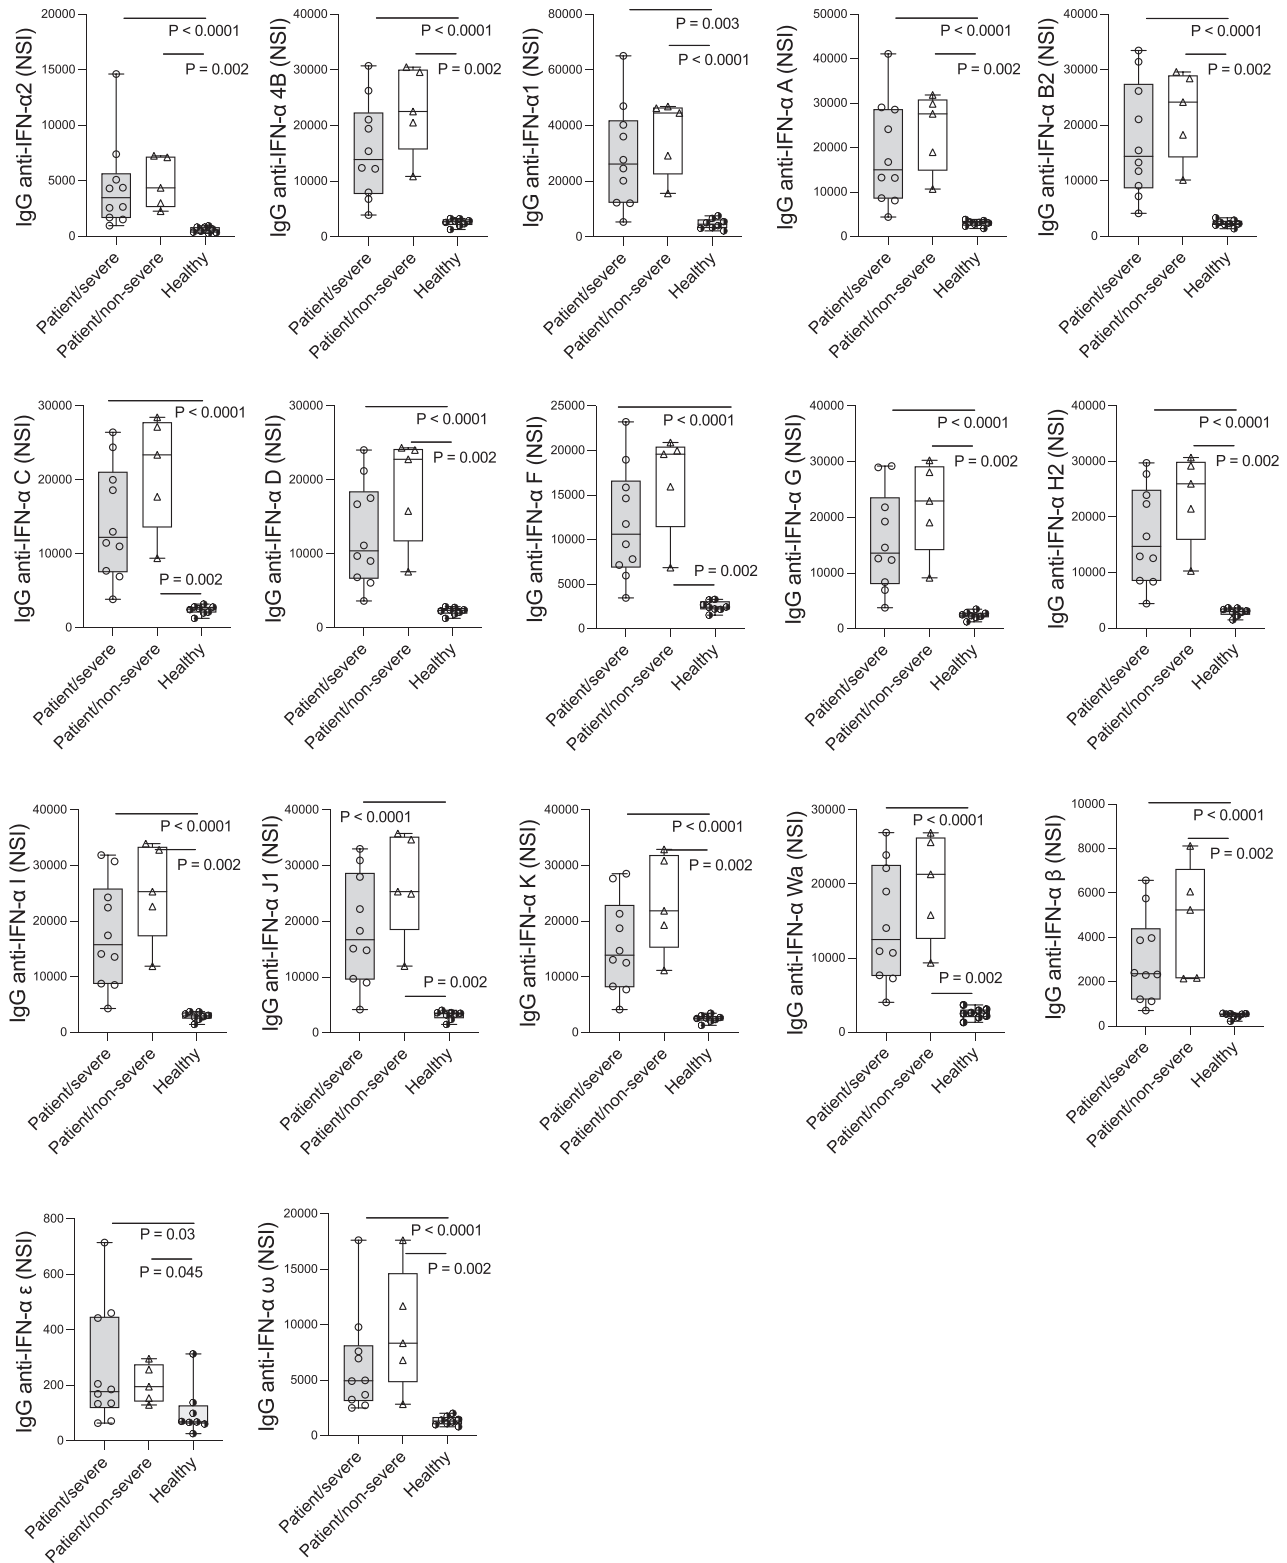 IgG anti-IFN-α2 (NSI)
20000
15000
10000
5000
0
P < 0.0001
P = 0.002
Patient/severe
Patient/non-severe
Healthy
IgG anti-IFN-α 4B (NSI)
40000
30000
20000
10000
0
P < 0.0001
P = 0.002
Patient/severe
Patient/non-severe
Healthy
IgG anti-IFN-α1 (NSI)
80000
60000
40000
20000
0
P = 0.003
P < 0.0001
Patient/severe
Patient/non-severe
Healthy
IgG anti-IFN-α A (NSI)
50000
40000
30000
20000
10000
0
P < 0.0001
P = 0.002
Patient/severe
Patient/non-severe
Healthy
IgG anti-IFN-α B2 (NSI)
40000
30000
20000
10000
0
P < 0.0001
P = 0.002
Patient/severe
Patient/non-severe
Healthy
IgG anti-IFN-α C (NSI)
30000
20000
10000
0
P < 0.0001
P = 0.002
Patient/severe
Patient/non-severe
Healthy
IgG anti-IFN-α D (NSI)
30000
20000
10000
0
P < 0.0001
P = 0.002
Patient/severe
Patient/non-severe
Healthy
IgG anti-IFN-α F (NSI)
25000
20000
15000
10000
5000
0
P < 0.0001
P = 0.002
Patient/severe
Patient/non-severe
Healthy
IgG anti-IFN-α G (NSI)
40000
30000
20000
10000
0
P < 0.0001
P = 0.002
Patient/severe
Patient/non-severe
Healthy
IgG anti-IFN-α H2 (NSI)
40000
30000
20000
10000
0
P < 0.0001
P = 0.002
Patient/severe
Patient/non-severe
Healthy
IgG anti-IFN-α I (NSI)
40000
30000
20000
10000
0
P < 0.0001
P = 0.002
Patient/severe
Patient/non-severe
Healthy
IgG anti-IFN-α J1 (NSI)
40000
30000
20000
10000
0
P < 0.0001
P = 0.002
Patient/severe
Patient/non-severe
Healthy
IgG anti-IFN-α K (NSI)
40000
30000
20000
10000
0
P < 0.0001
P = 0.002
Patient/severe
Patient/non-severe
Healthy
IgG anti-IFN-α Wa (NSI)
30000
20000
10000
0
P < 0.0001
P = 0.002
Patient/severe
Patient/non-severe
Healthy
IgG anti-IFN-α β (NSI)
10000
8000
6000
4000
2000
0
P < 0.0001
P = 0.002
Patient/severe
Patient/non-severe
Healthy
IgG anti-IFN-α ε (NSI)
800
600
400
200
0
P = 0.03
P = 0.045
Patient/severe
Patient/non-severe
Healthy
IgG anti-IFN-α ω (NSI)
20000
15000
10000
5000
0
P < 0.0001
P = 0.002
Patient/severe
Patient/non-severe
Healthy